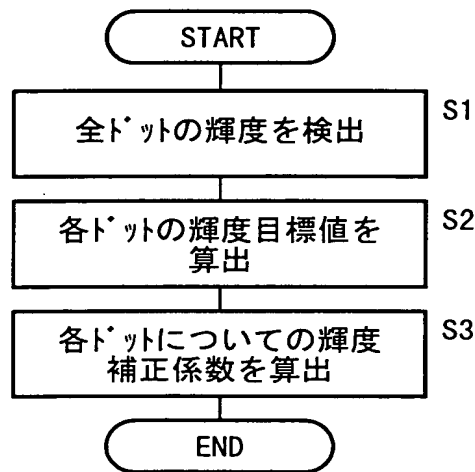 START
全ﾄﾞｯﾄの輝度を検出
S1
各ﾄﾞｯﾄの輝度目標値を
算出
S2
各ﾄﾞｯﾄについての輝度
補正係数を算出
S3
END